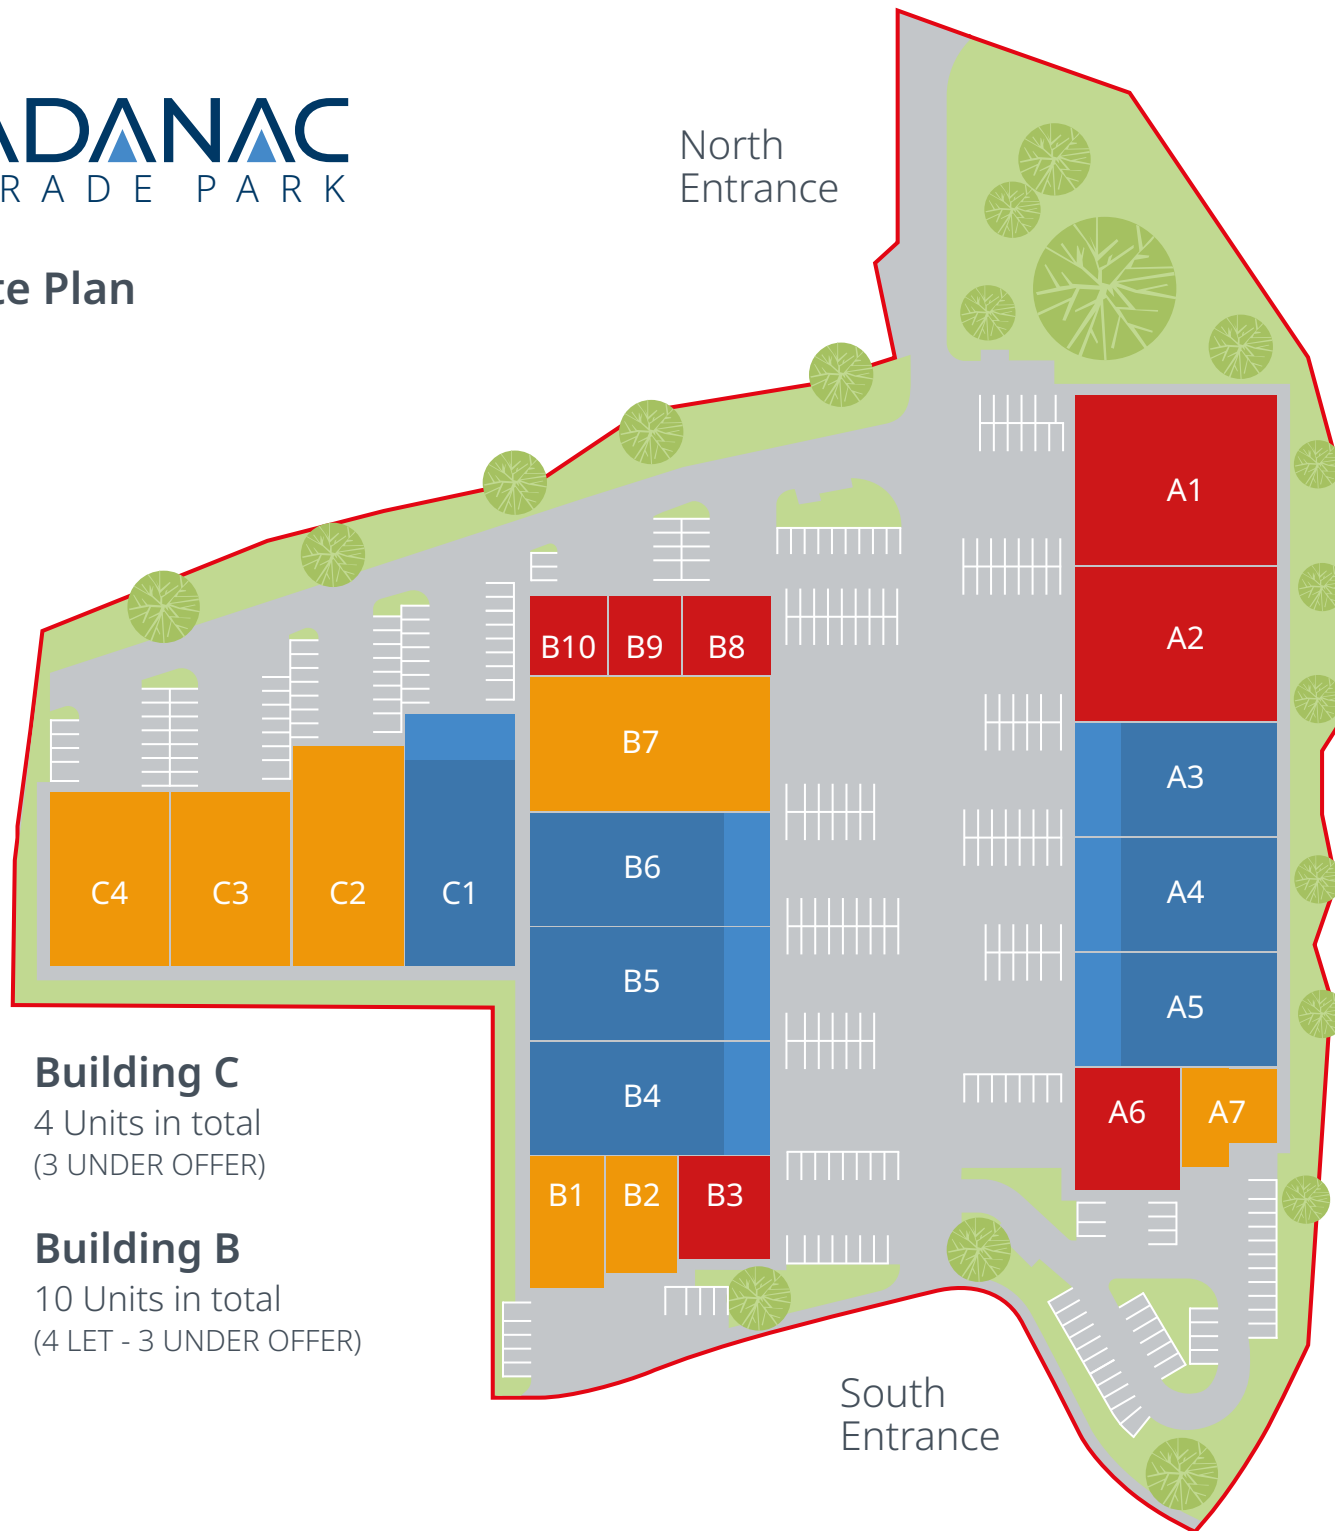 ADANAC
RADE PARK
te Plan
North
Entrance
A1
A2
A3
A4
A5
A6
A7
B10
B9
B8
B7
B6
B5
B4
B1
B2
B3
C4
C3
C2
C1
Building C
4 Units in total
(3 UNDER OFFER)
Building B
10 Units in total
(4 LET - 3 UNDER OFFER)
South
Entrance